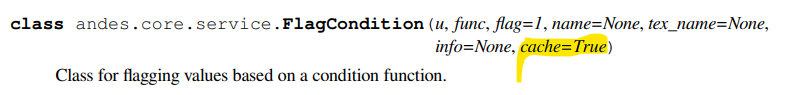 class andes.core.service.FlagCondition(u, func, flag=1, name=None, tex_name=None,
info=None, cache=True)
Class for flagging values based on a condition function.